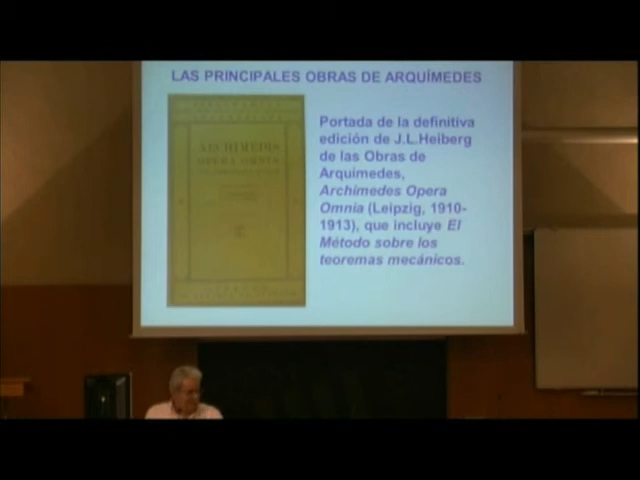 LAS PRINCIPALES OBRAS DE ARQUÍMEDES
Portada de la definitiva
edición de J.L.Heiberg
de las Obras de
Arquímedes,
Archimedes Opera
Omnia (Leipzig, 1910-
1913), que incluye El
Método sobre los
teoremas mecánicos.
ARCHIMEDIS
OPERA OMNIA